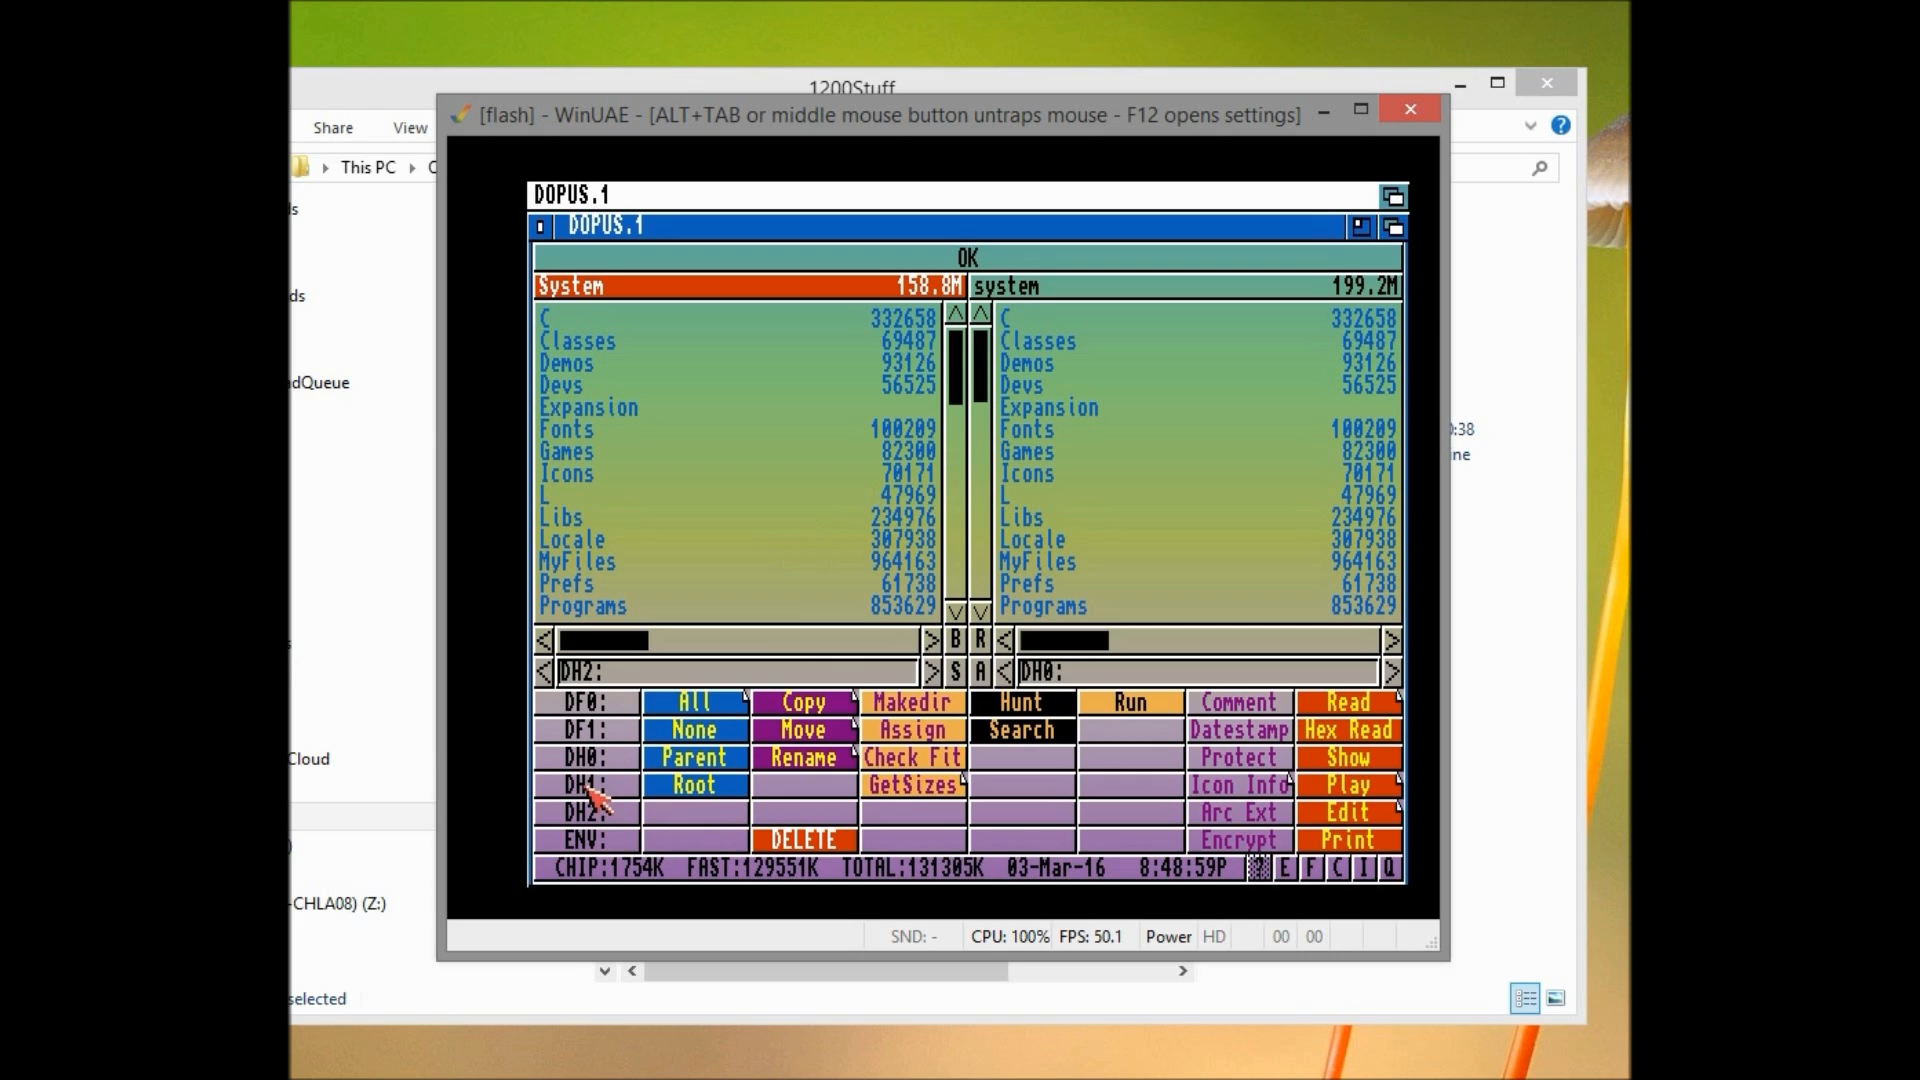 1200Stuff
[flash] - WinUAE - [ALT+TAB or middle mouse button untraps mouse - F12 opens settings]
Share View
This PC
ls
ds
ndQueue
Cloud
-CHLA08) (Z:)
selected
:38
ine
DOPUS.1
DOPUS.1
OK
System 158.8M system 199.2M
C 332658 C 332658
Classes 69487 Classes 69487
Demos 93126 Demos 93126
Devs 56525 Devs 56525
Expansion Expansion
Fonts 100209 Fonts 100209
Games 82300 Games 82300
Icons 70171 Icons 70171
L 47969 L 47969
Libs 234976 Libs 234976
Locale 307938 Locale 307938
MyFiles 964163 MyFiles 964163
Prefs 61738 Prefs 61738
Programs 853629 Programs 853629
B R
DH2: S A DH0:
DF0: All Copy Makedir Hunt Run Comment Read
DF1: None Move Assign Search Datestamp Hex Read
DH0: Parent Rename Check Fit Protect Show
DH1: Root GetSizes Icon Info Play
DH2: Arc Ext Edit
ENV: DELETE Encrypt Print
CHIP:1754K FAST:129551K TOTAL:131305K 03-Mar-16 8:48:59P E F C I Q
SND: - CPU: 100% FPS: 50.1 Power HD 00 00